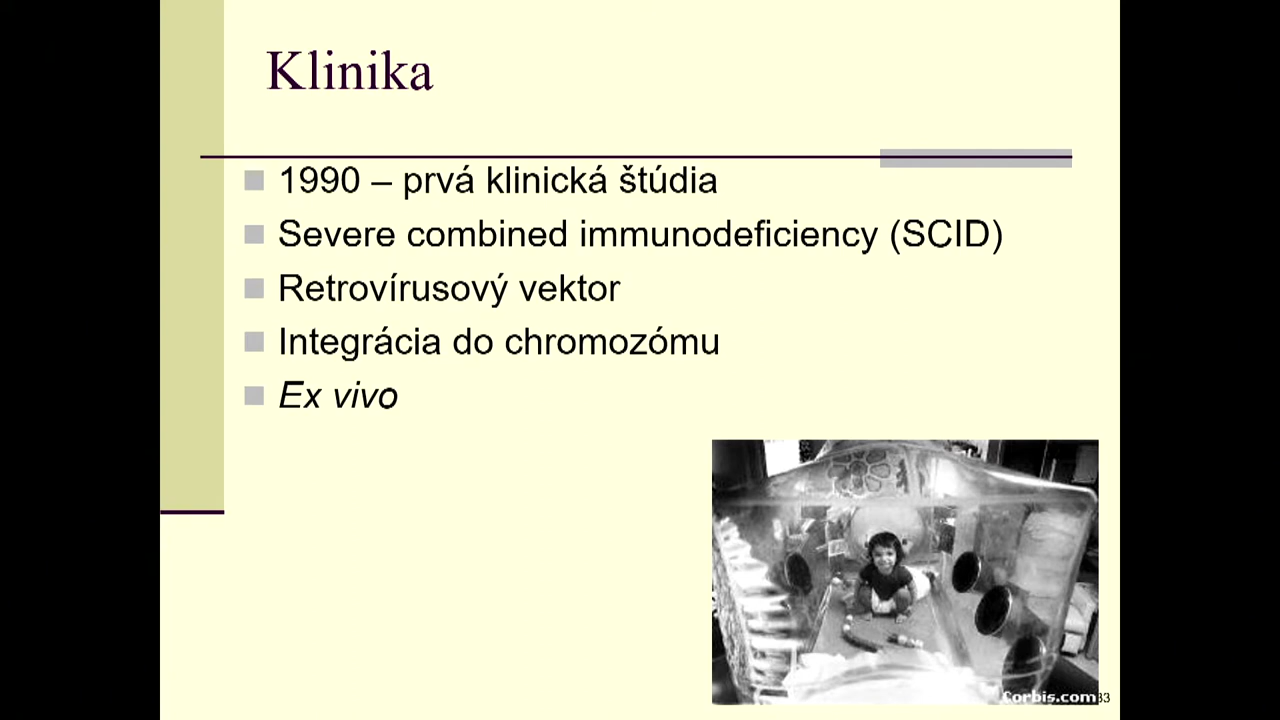 Klinika
1990 – prvá klinická štúdia
Severe combined immunodeficiency (SCID)
Retrovírusový vektor
Integrácia do chromozómu
Ex vivo
Corbis.com